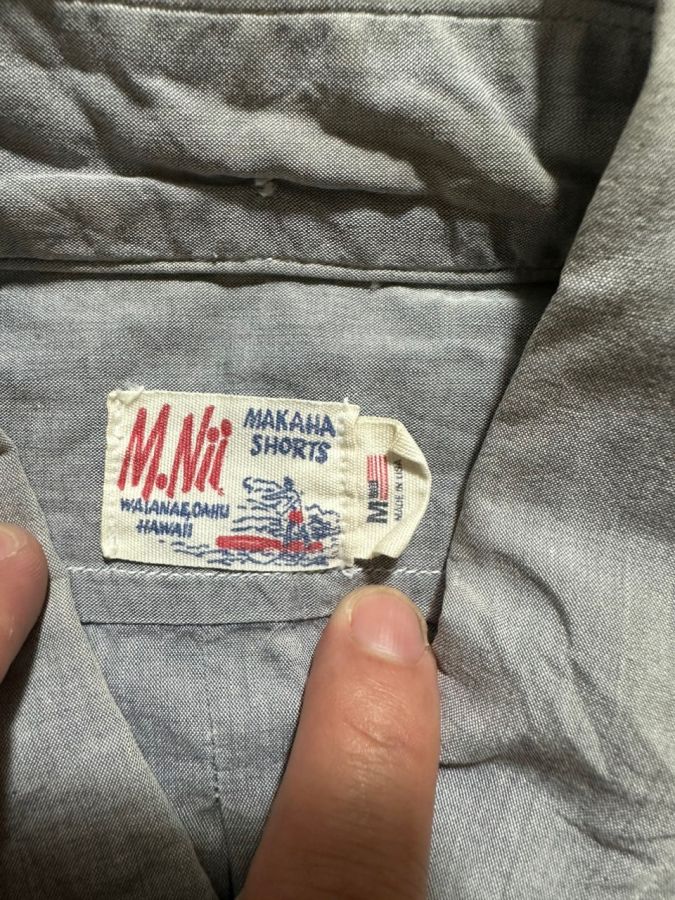 M.Nii
MAKAHA
SHORTS
WAIANAE, OAHU
HAWAII
M
MADE IN USA